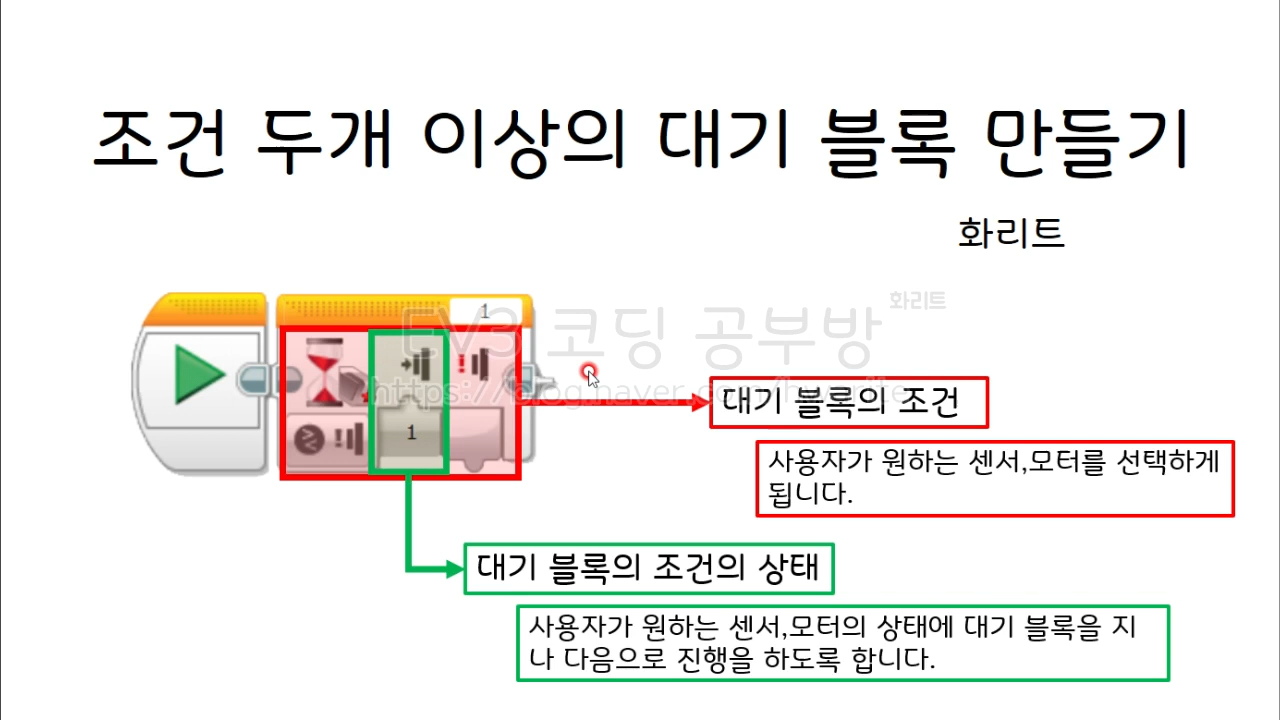 조건 두개 이상의 대기 블록 만들기
화리트
1
EV3 코딩 공부방
화리트
https://blog.naver.com/hwarite
1
대기 블록의 조건
사용자가 원하는 센서,모터를 선택하게
됩니다.
대기 블록의 조건의 상태
사용자가 원하는 센서,모터의 상태에 대기 블록을 지
나 다음으로 진행을 하도록 합니다.